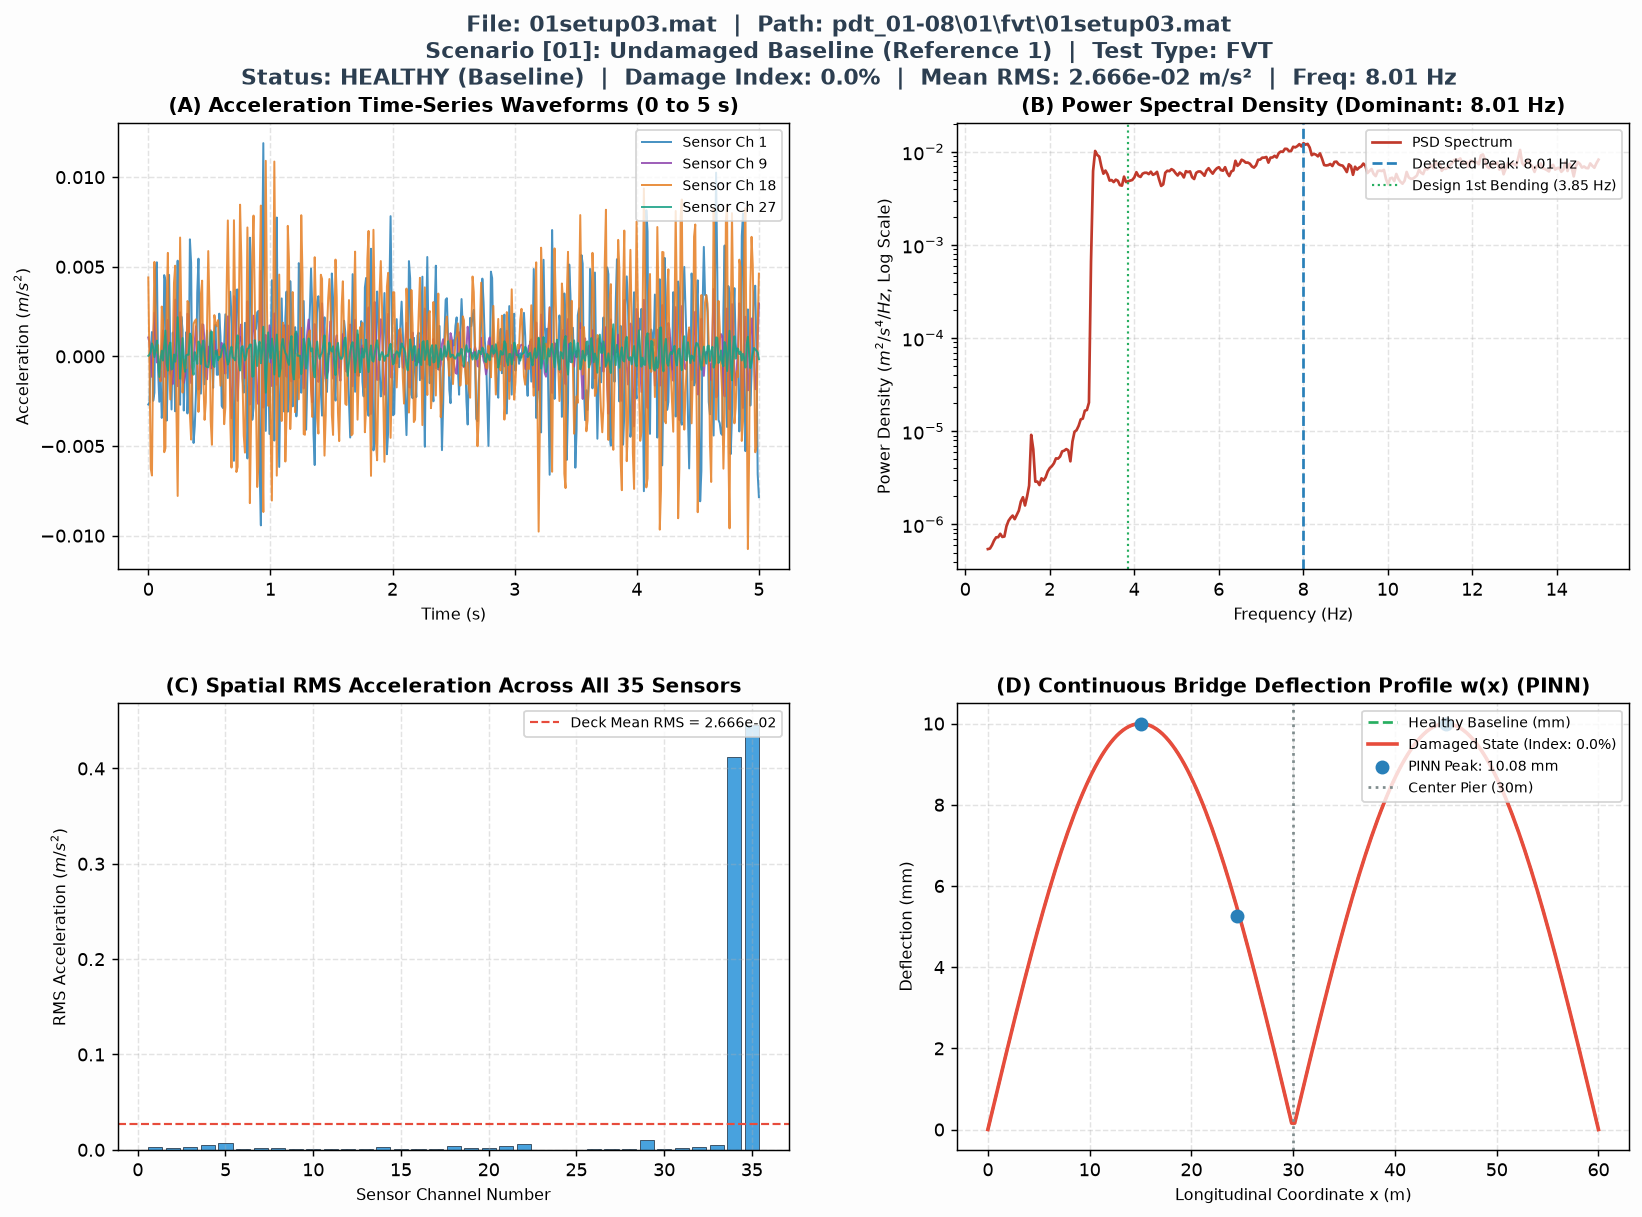 File: 01setup03.mat | Path: pdt_01-08\01\fvt\01setup03.mat
Scenario [01]: Undamaged Baseline (Reference 1) | Test Type: FVT
Status: HEALTHY (Baseline) | Damage Index: 0.0% | Mean RMS: 2.666e-02 m/s² | Freq: 8.01 Hz
(A) Acceleration Time-Series Waveforms (0 to 5 s)
Sensor Ch 1
Sensor Ch 9
Sensor Ch 18
Sensor Ch 27
0.010
0.005
0.000
−0.005
−0.010
Acceleration (m/s²)
0 1 2 3 4 5
Time (s)
(B) Power Spectral Density (Dominant: 8.01 Hz)
PSD Spectrum
Detected Peak: 8.01 Hz
Design 1st Bending (3.85 Hz)
10⁻²
10⁻³
10⁻⁴
10⁻⁵
10⁻⁶
Power Density (m²/s⁴/Hz, Log Scale)
0 2 4 6 8 10 12 14
Frequency (Hz)
(C) Spatial RMS Acceleration Across All 35 Sensors
Deck Mean RMS = 2.666e-02
0.4
0.3
0.2
0.1
0.0
RMS Acceleration (m/s²)
0 5 10 15 20 25 30 35
Sensor Channel Number
(D) Continuous Bridge Deflection Profile w(x) (PINN)
Healthy Baseline (mm)
Damaged State (Index: 0.0%)
PINN Peak: 10.08 mm
Center Pier (30m)
10
8
6
4
2
0
Deflection (mm)
0 10 20 30 40 50 60
Longitudinal Coordinate x (m)